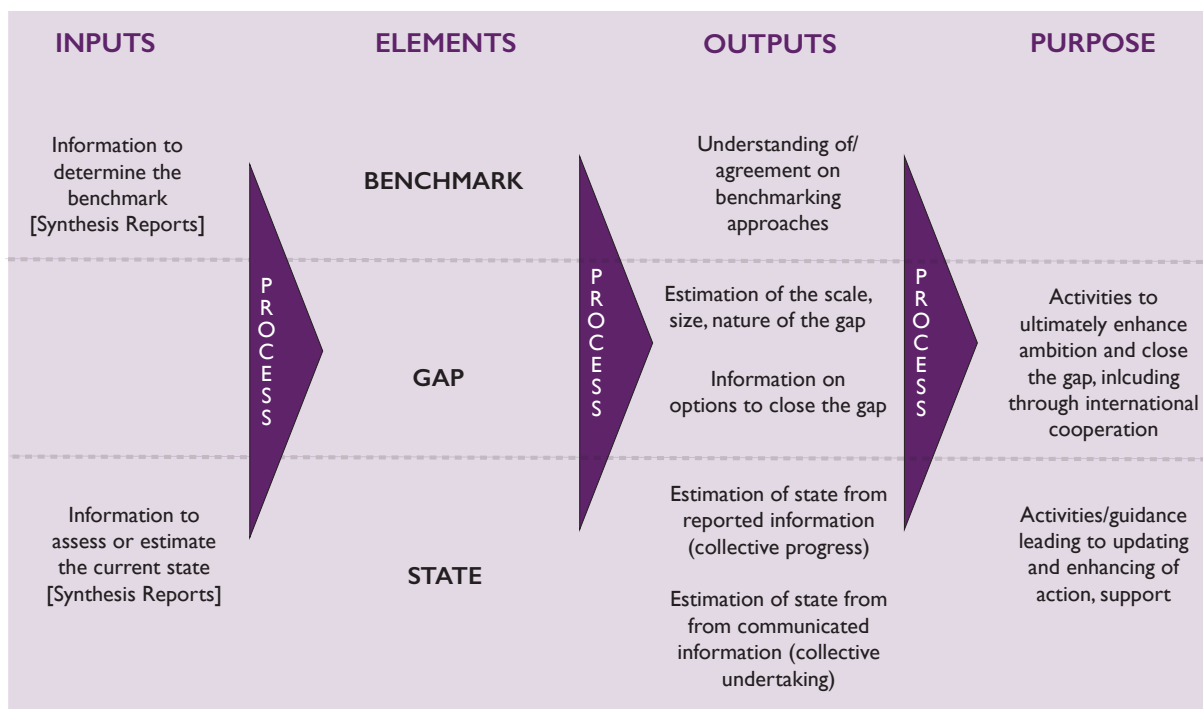 INPUTS
ELEMENTS
OUTPUTS
PURPOSE
Information to
determine the
benchmark
[Synthesis Reports]
BENCHMARK
Understanding of/
agreement on
benchmarking
approaches
PROCESS
PROCESS
PROCESS
GAP
Estimation of the scale,
size, nature of the gap
Information on
options to close the gap
Activities to
ultimately enhance
ambition and close
the gap, inlcuding
through international
cooperation
Information to
assess or estimate
the current state
[Synthesis Reports]
STATE
Estimation of state from
reported information
(collective progress)
Estimation of state from
from communicated
information (collective
undertaking)
Activities/guidance
leading to updating
and enhancing of
action, support